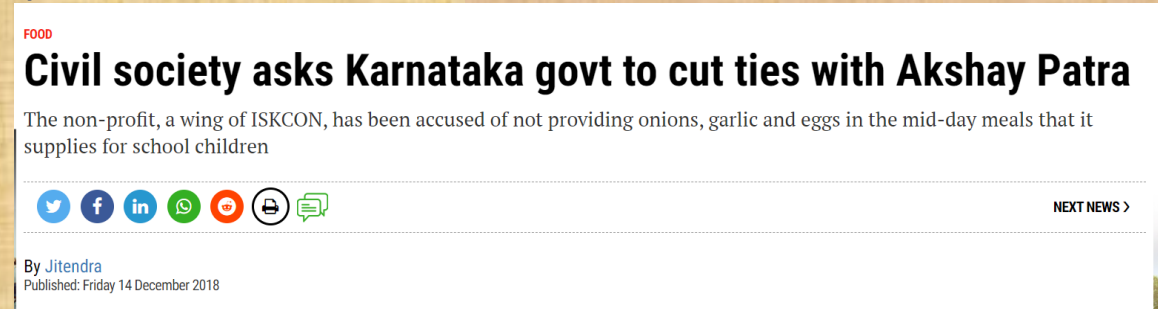 FOOD
Civil society asks Karnataka govt to cut ties with Akshay Patra
The non-profit, a wing of ISKCON, has been accused of not providing onions, garlic and eggs in the mid-day meals that it
supplies for school children
NEXT NEWS >
By Jitendra
Published: Friday 14 December 2018